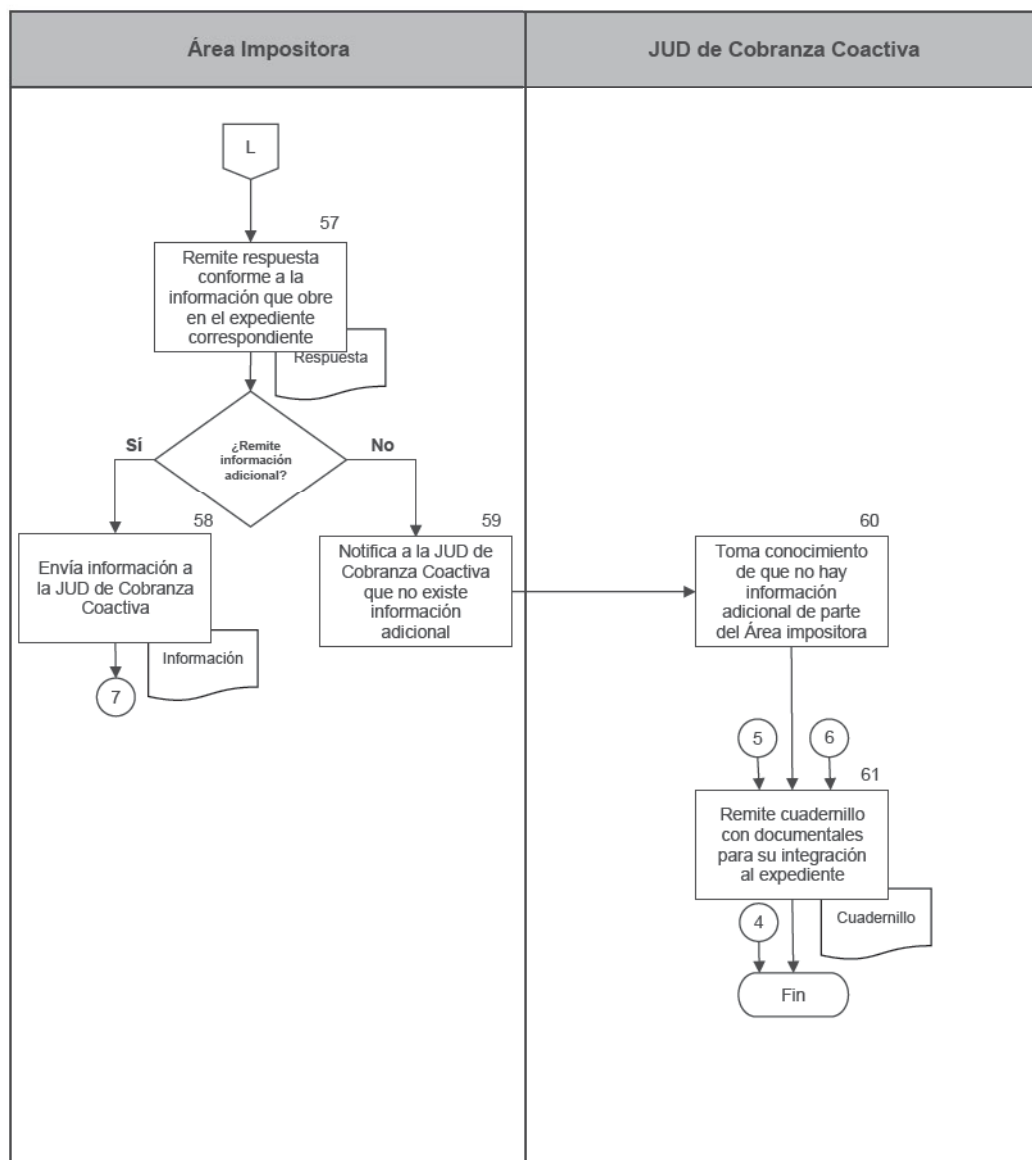 Área Impositora
JUD de Cobranza Coactiva
L
57
Remite respuesta
conforme a la
información que obre
en el expediente
correspondiente
Respuesta
¿Remite
información
adicional?
Sí
No
58
Envía información a
la JUD de Cobranza
Coactiva
Información
7
59
Notifica a la JUD de
Cobranza Coactiva
que no existe
información
adicional
60
Toma conocimiento
de que no hay
información
adicional de parte
del Área impositora
5
6
61
Remite cuadernillo
con documentales
para su integración
al expediente
Cuadernillo
4
Fin